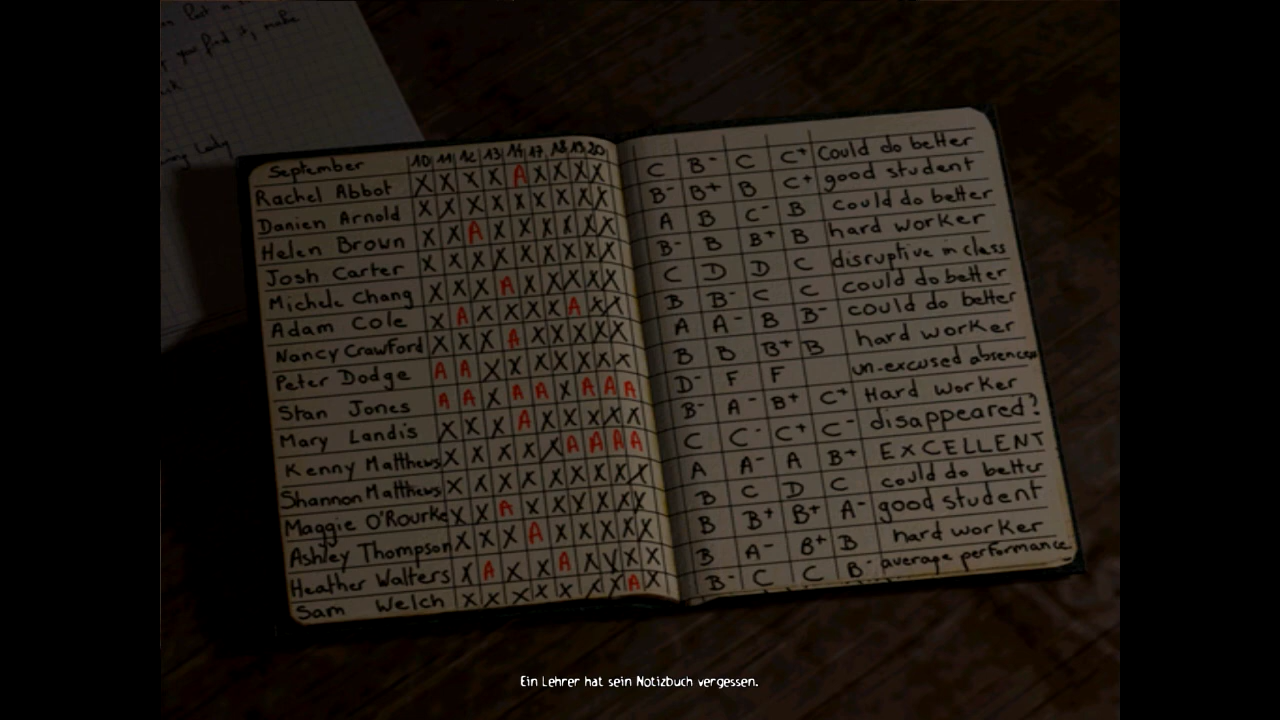 September 10 11 12 13 14 17 18 19 20
Rachel Abbot X X X X A X X X X C B- C C+ Could do better
Danien Arnold X X X X X X X X X B- B+ B C+ good student
Helen Brown X X A X X X X X X A B C- B could do better
Josh Carter X X X X X X X X X B- B B+ B hard worker
Michele Chang X X X A X X X X X C D D C disruptive in class
Adam Cole X A X X X X A X X B B- C C could do better
Nancy Crawford X X X A X X X X X A A- B B- could do better
Peter Dodge A A X X X X X X X B B B+ B hard worker
Stan Jones A A X A A X A A A D- F F un-excused absences
Mary Landis X X X A X X X X X B- A- B+ C+ Hard worker
Kenny Matthews X X X X X A A A A C C- C+ C- disappeared?
Shannon Matthews X X X X X X X X X A A- A B+ EXCELLENT
Maggie O'Rourke X X A X X X X X X B C D C could do better
Ashley Thompson X X X A X X X X X B B+ B+ A- good student
Heather Walters X A X X A X X X X B A- B+ B hard worker
Sam Welch X X X X X X X A X B- C C B- average performance
find it, make
Lady
Ein Lehrer hat sein Notizbuch vergessen.